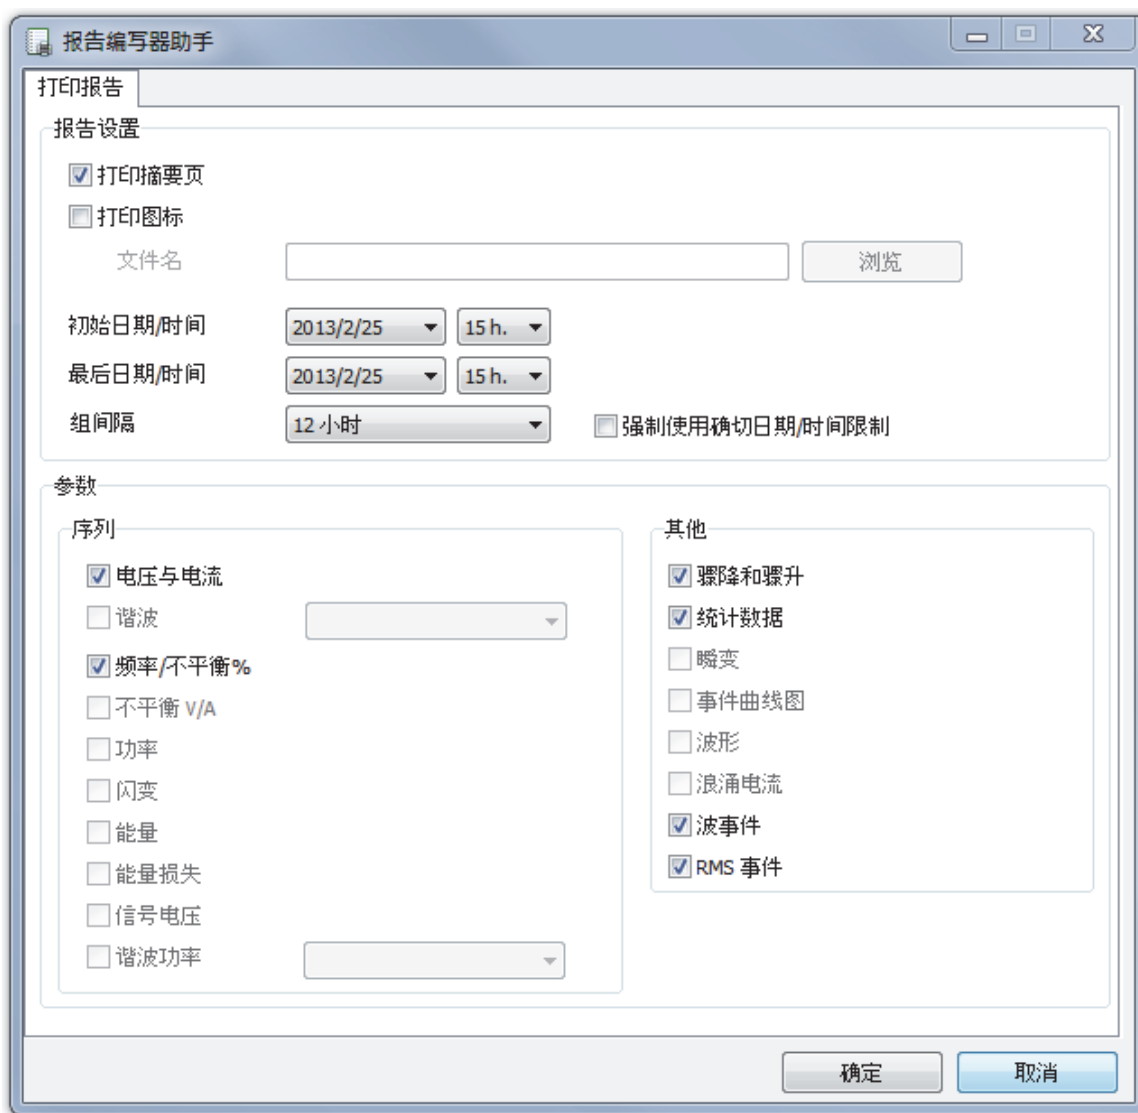 报告编写器助手
打印报告
报告设置
打印摘要页
打印图标
文件名 浏览
初始日期/时间 2013/2/25 15 h.
最后日期/时间 2013/2/25 15 h.
组间隔 12 小时 强制使用确切日期/时间限制
参数
序列
电压与电流
谐波
频率/不平衡%
不平衡 V/A
功率
闪变
能量
能量损失
信号电压
谐波功率
其他
骤降和骤升
统计数据
瞬变
事件曲线图
波形
浪涌电流
波事件
RMS 事件
确定 取消